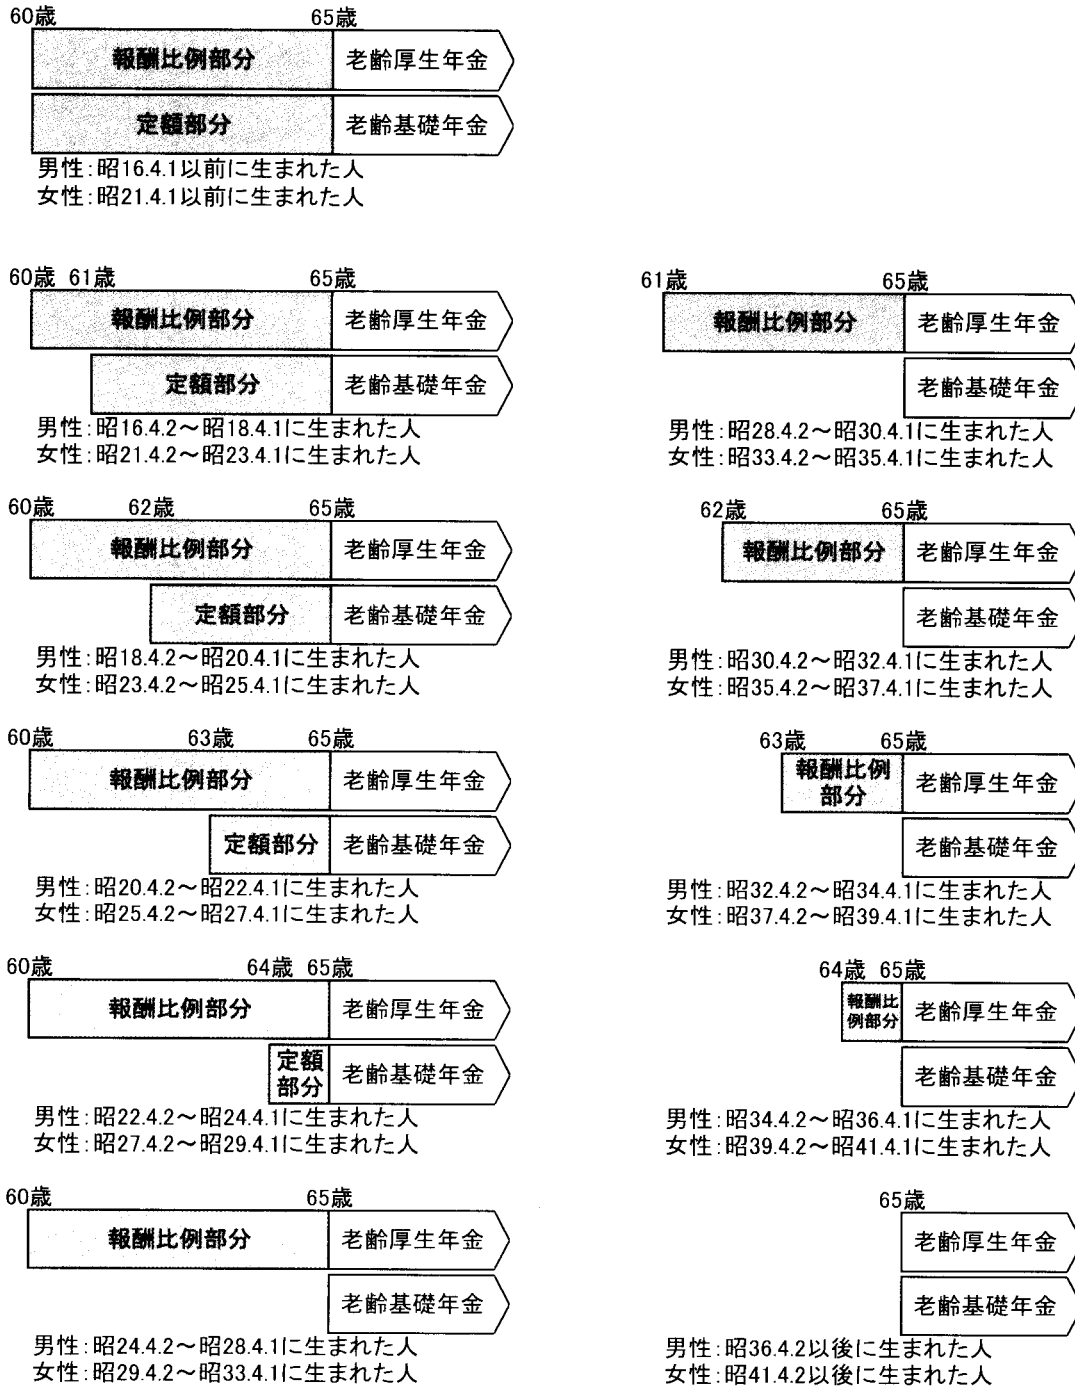 60歳 65歳
報酬比例部分 老齢厚生年金
定額部分 老齢基礎年金
男性:昭16.4.1以前に生まれた人
女性:昭21.4.1以前に生まれた人
60歳 61歳 65歳
報酬比例部分 老齢厚生年金
定額部分 老齢基礎年金
男性:昭16.4.2～昭18.4.1に生まれた人
女性:昭21.4.2～昭23.4.1に生まれた人
60歳 62歳 65歳
報酬比例部分 老齢厚生年金
定額部分 老齢基礎年金
男性:昭18.4.2～昭20.4.1に生まれた人
女性:昭23.4.2～昭25.4.1に生まれた人
60歳 63歳 65歳
報酬比例部分 老齢厚生年金
定額部分 老齢基礎年金
男性:昭20.4.2～昭22.4.1に生まれた人
女性:昭25.4.2～昭27.4.1に生まれた人
60歳 64歳 65歳
報酬比例部分 老齢厚生年金
定額
部分 老齢基礎年金
男性:昭22.4.2～昭24.4.1に生まれた人
女性:昭27.4.2～昭29.4.1に生まれた人
60歳 65歳
報酬比例部分 老齢厚生年金
老齢基礎年金
男性:昭24.4.2～昭28.4.1に生まれた人
女性:昭29.4.2～昭33.4.1に生まれた人
61歳 65歳
報酬比例部分 老齢厚生年金
老齢基礎年金
男性:昭28.4.2～昭30.4.1に生まれた人
女性:昭33.4.2～昭35.4.1に生まれた人
62歳 65歳
報酬比例部分 老齢厚生年金
老齢基礎年金
男性:昭30.4.2～昭32.4.1に生まれた人
女性:昭35.4.2～昭37.4.1に生まれた人
63歳 65歳
報酬比例
部分 老齢厚生年金
老齢基礎年金
男性:昭32.4.2～昭34.4.1に生まれた人
女性:昭37.4.2～昭39.4.1に生まれた人
64歳 65歳
報酬比
例部分 老齢厚生年金
老齢基礎年金
男性:昭34.4.2～昭36.4.1に生まれた人
女性:昭39.4.2～昭41.4.1に生まれた人
65歳
老齢厚生年金
老齢基礎年金
男性:昭36.4.2以後に生まれた人
女性:昭41.4.2以後に生まれた人